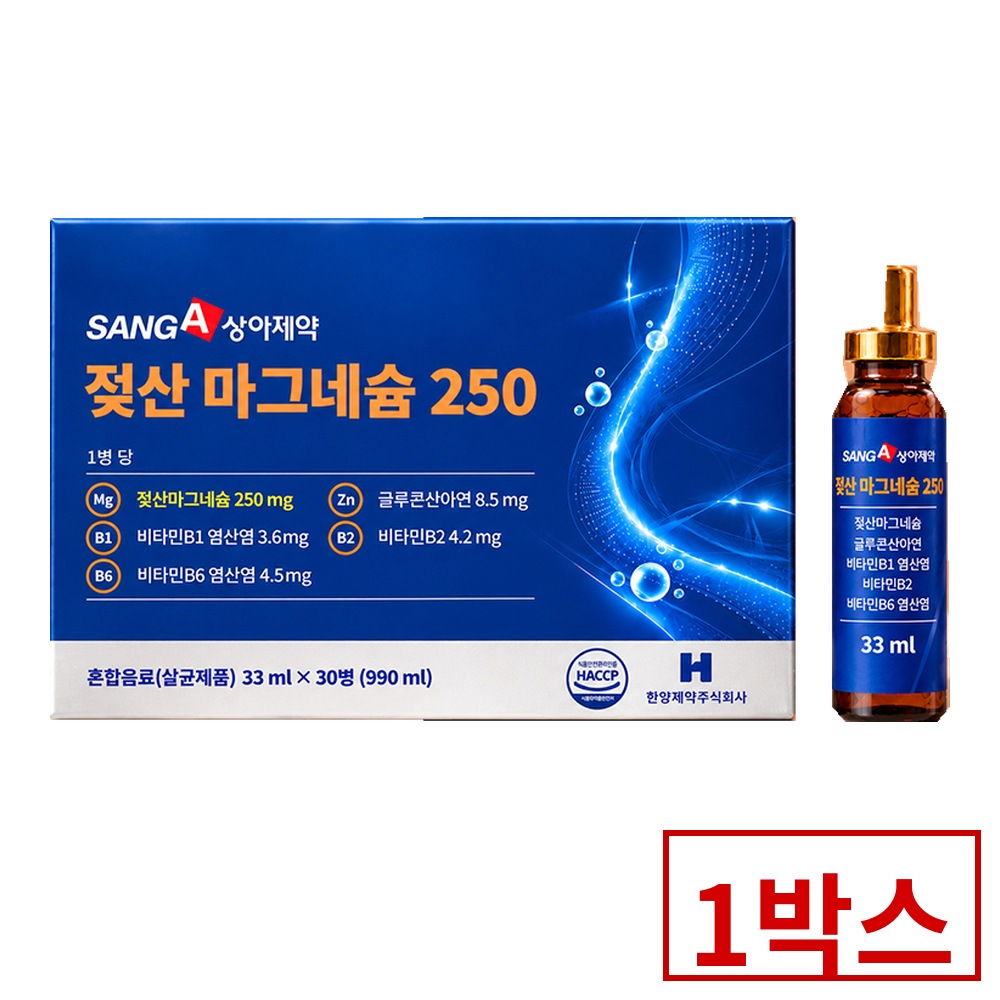 SANG A 상아제약
젖산 마그네슘 250
1병 당
Mg 젖산마그네슘 250 mg Zn 글루콘산아연 8.5 mg
B1 비타민B1 염산염 3.6mg B2 비타민B2 4.2 mg
B6 비타민B6 염산염 4.5mg
혼합음료(살균제품) 33 ml × 30병 (990 ml)
HACCP
H
한양제약주식회사
SANG A 상아제약
젖산 마그네슘 250
젖산마그네슘
글루콘산아연
비타민B1 염산염
비타민B2
비타민B6 염산염
33 ml
1박스